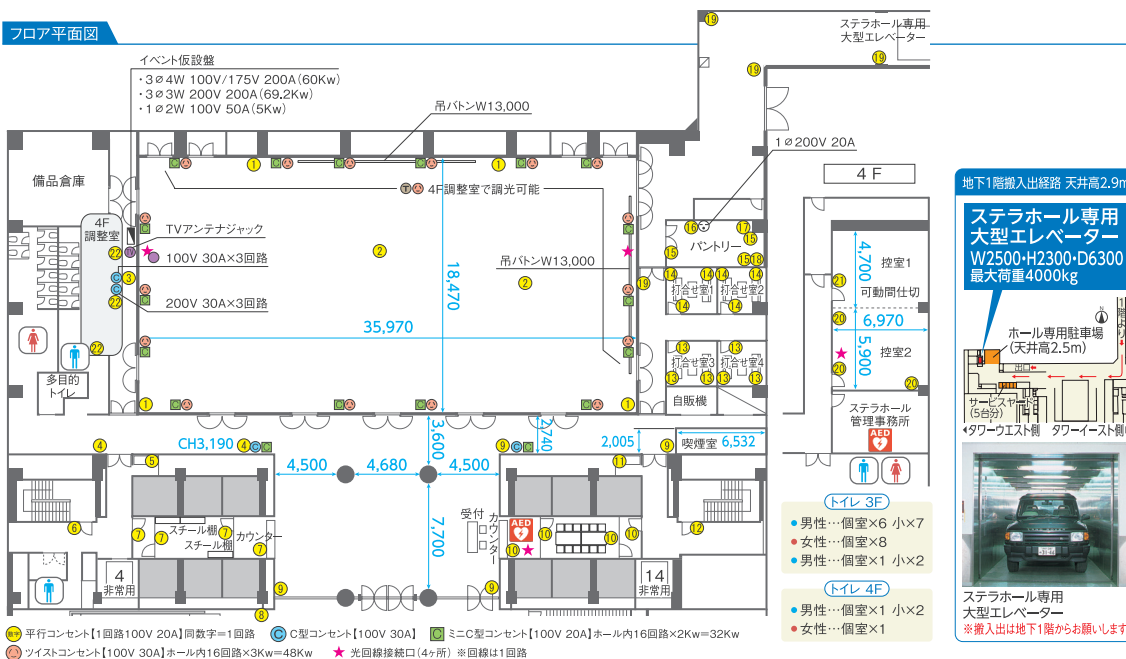 フロア平面図
イベント仮設盤
・3∅4W 100V/175V 200A(60Kw)
・3∅3W 200V 200A(69.2Kw)
・1∅2W 100V 50A(5Kw)
吊バトンW13,000
ステラホール専用
大型エレベーター
19
19
19
1∅200V 20A
備品倉庫
4F
調整室
TVアンテナジャック
TV
100V 30A×3回路
200V 30A×3回路
T
4F調整室で調光可能
吊バトンW13,000
18,470
35,970
多目的
トイレ
パントリー
打合せ室1
打合せ室2
打合せ室3
打合せ室4
自販機
4F
4,700
控室1
可動間仕切
6,970
5,900
控室2
ステラホール
管理事務所
AED
CH3,190
4,500
4,680
4,500
3,600
2,740
2,005
喫煙室
6,532
7,700
スチール棚
スチール棚
カウンター
受付
カウンター
AED
4
非常用
14
非常用
トイレ 3F
●男性…個室×6 小×7
●女性…個室×8
●男性…個室×1 小×2
トイレ 4F
●男性…個室×1 小×2
●女性…個室×1
地下1階搬入出経路 天井高2.9m
ステラホール専用
大型エレベーター
W2500・H2300・D6300
最大荷重4000kg
N
1階より
ホール専用駐車場
(天井高2.5m)
出口
サービスヤード
(5台分)
タワーウエスト側
タワーイースト側
ステラホール専用
大型エレベーター
※搬入出は地下1階からお願いします
数字 平行コンセント【1回路100V 20A】同数字=1回路
C C型コンセント【100V 30A】
C ミニC型コンセント【100V 20A】ホール内16回路×2Kw=32Kw
ツイストコンセント【100V 30A】ホール内16回路×3Kw=48Kw
★ 光回線接続口(4ヶ所) ※回線は1回路